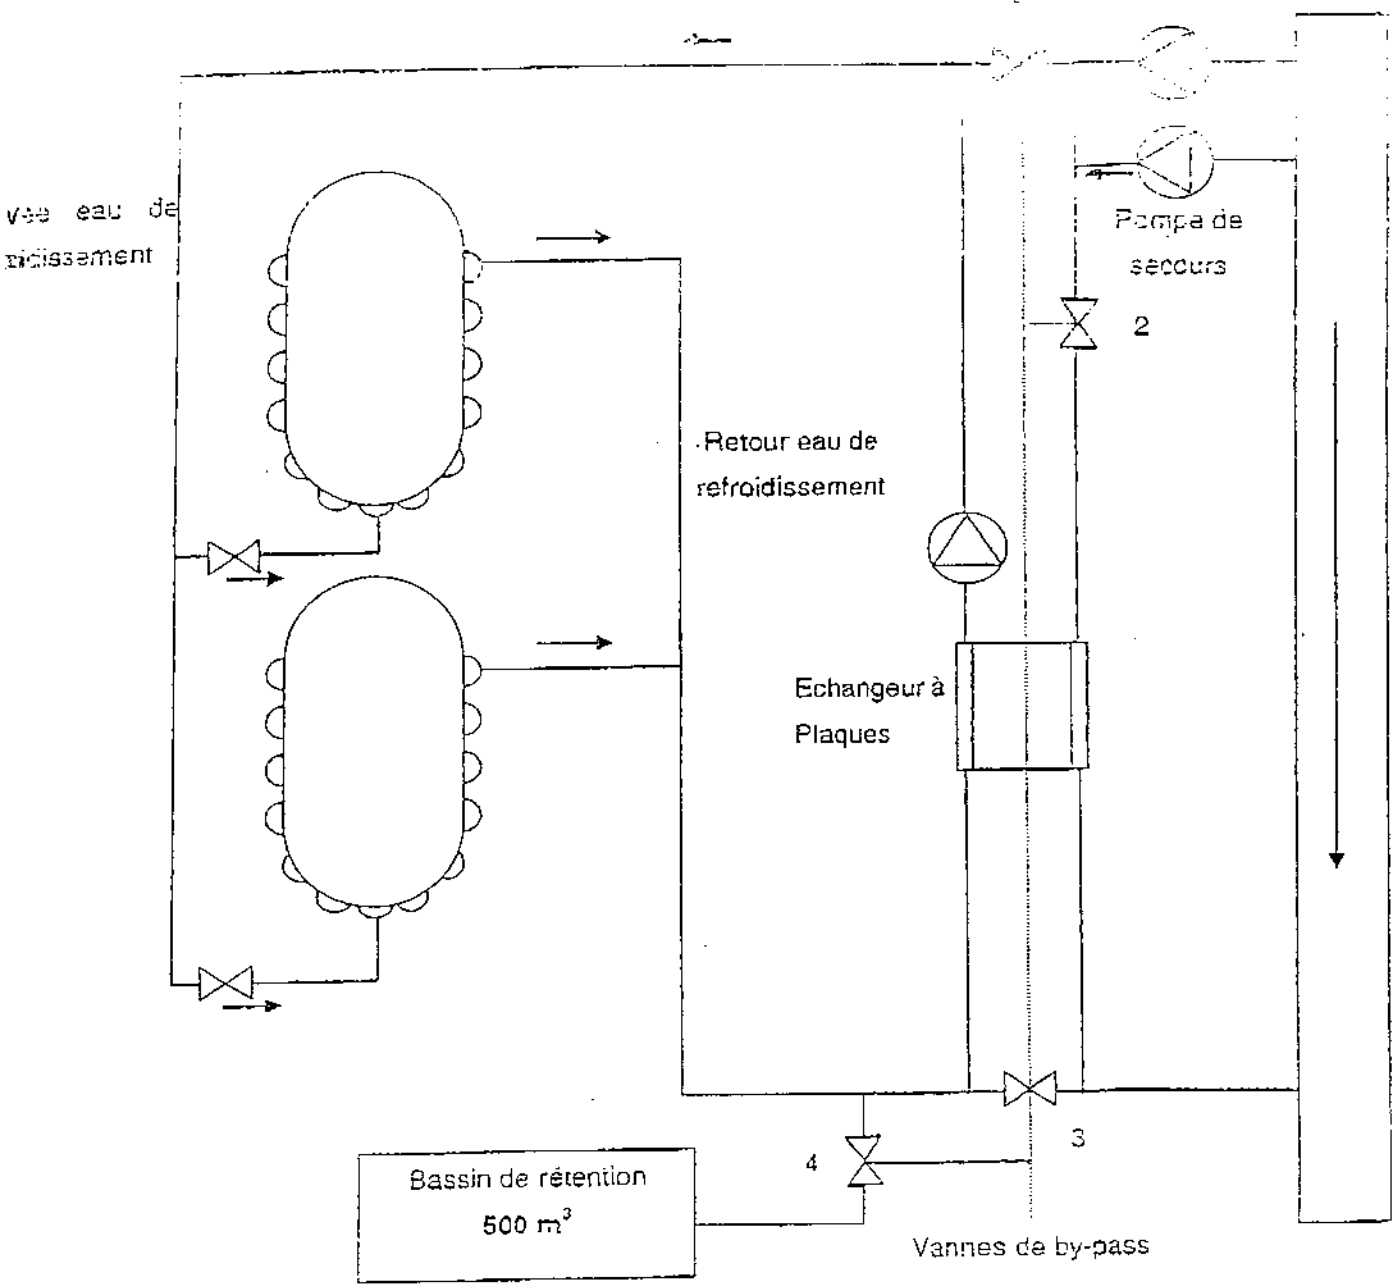 eau de
Pompe de
secours
2
Retour eau de
refroidissement
Echangeur à
Plaques
3
4
Bassin de rétention
500 m³
Vannes de by-pass